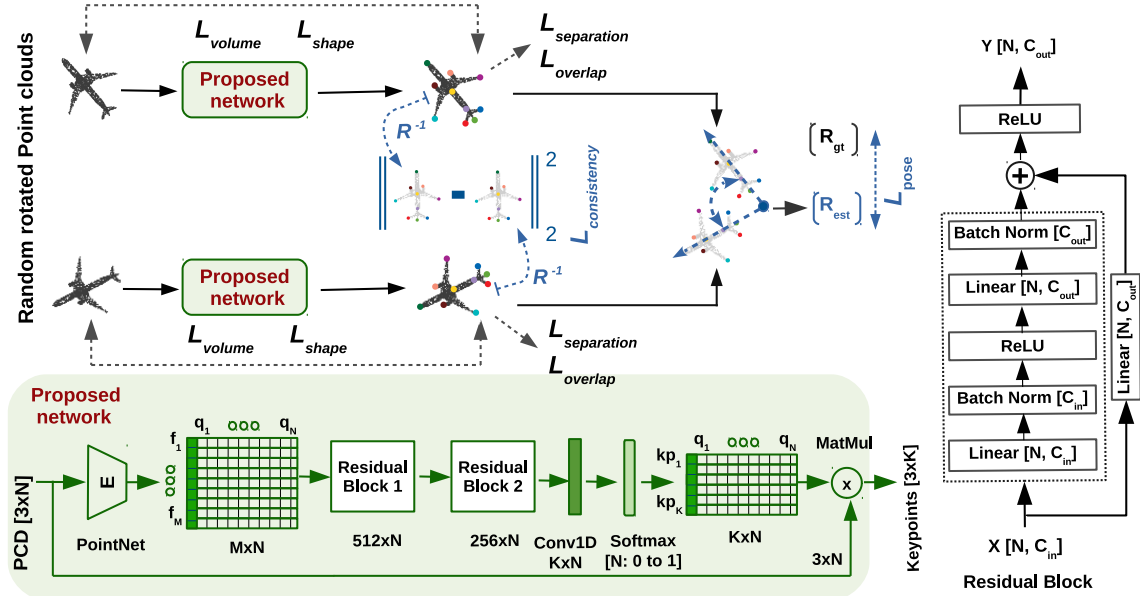 Random rotated Point clouds
L_volume L_shape
Proposed
network
L_separation
L_overlap
R^-1
2
2
L_consistency
R^-1
[R_gt]
[R_est]
L_pose
Proposed
network
L_volume L_shape
L_separation
L_overlap
Proposed
network
PCD [3xN]
E
PointNet
q_1 q_N
f_1
f_M
MxN
Residual
Block 1
512xN
Residual
Block 2
256xN
Conv1D
KxN
Softmax
[N: 0 to 1]
q_1 q_N
kp_1
kp_K
KxN
MatMul
x
3xN
Keypoints [3xK]
Y [N, C_out]
ReLU
+
Batch Norm [C_out]
Linear [N, C_out]
ReLU
Batch Norm [C_in]
Linear [N, C_in]
Linear [N, C_out]
X [N, C_in]
Residual Block